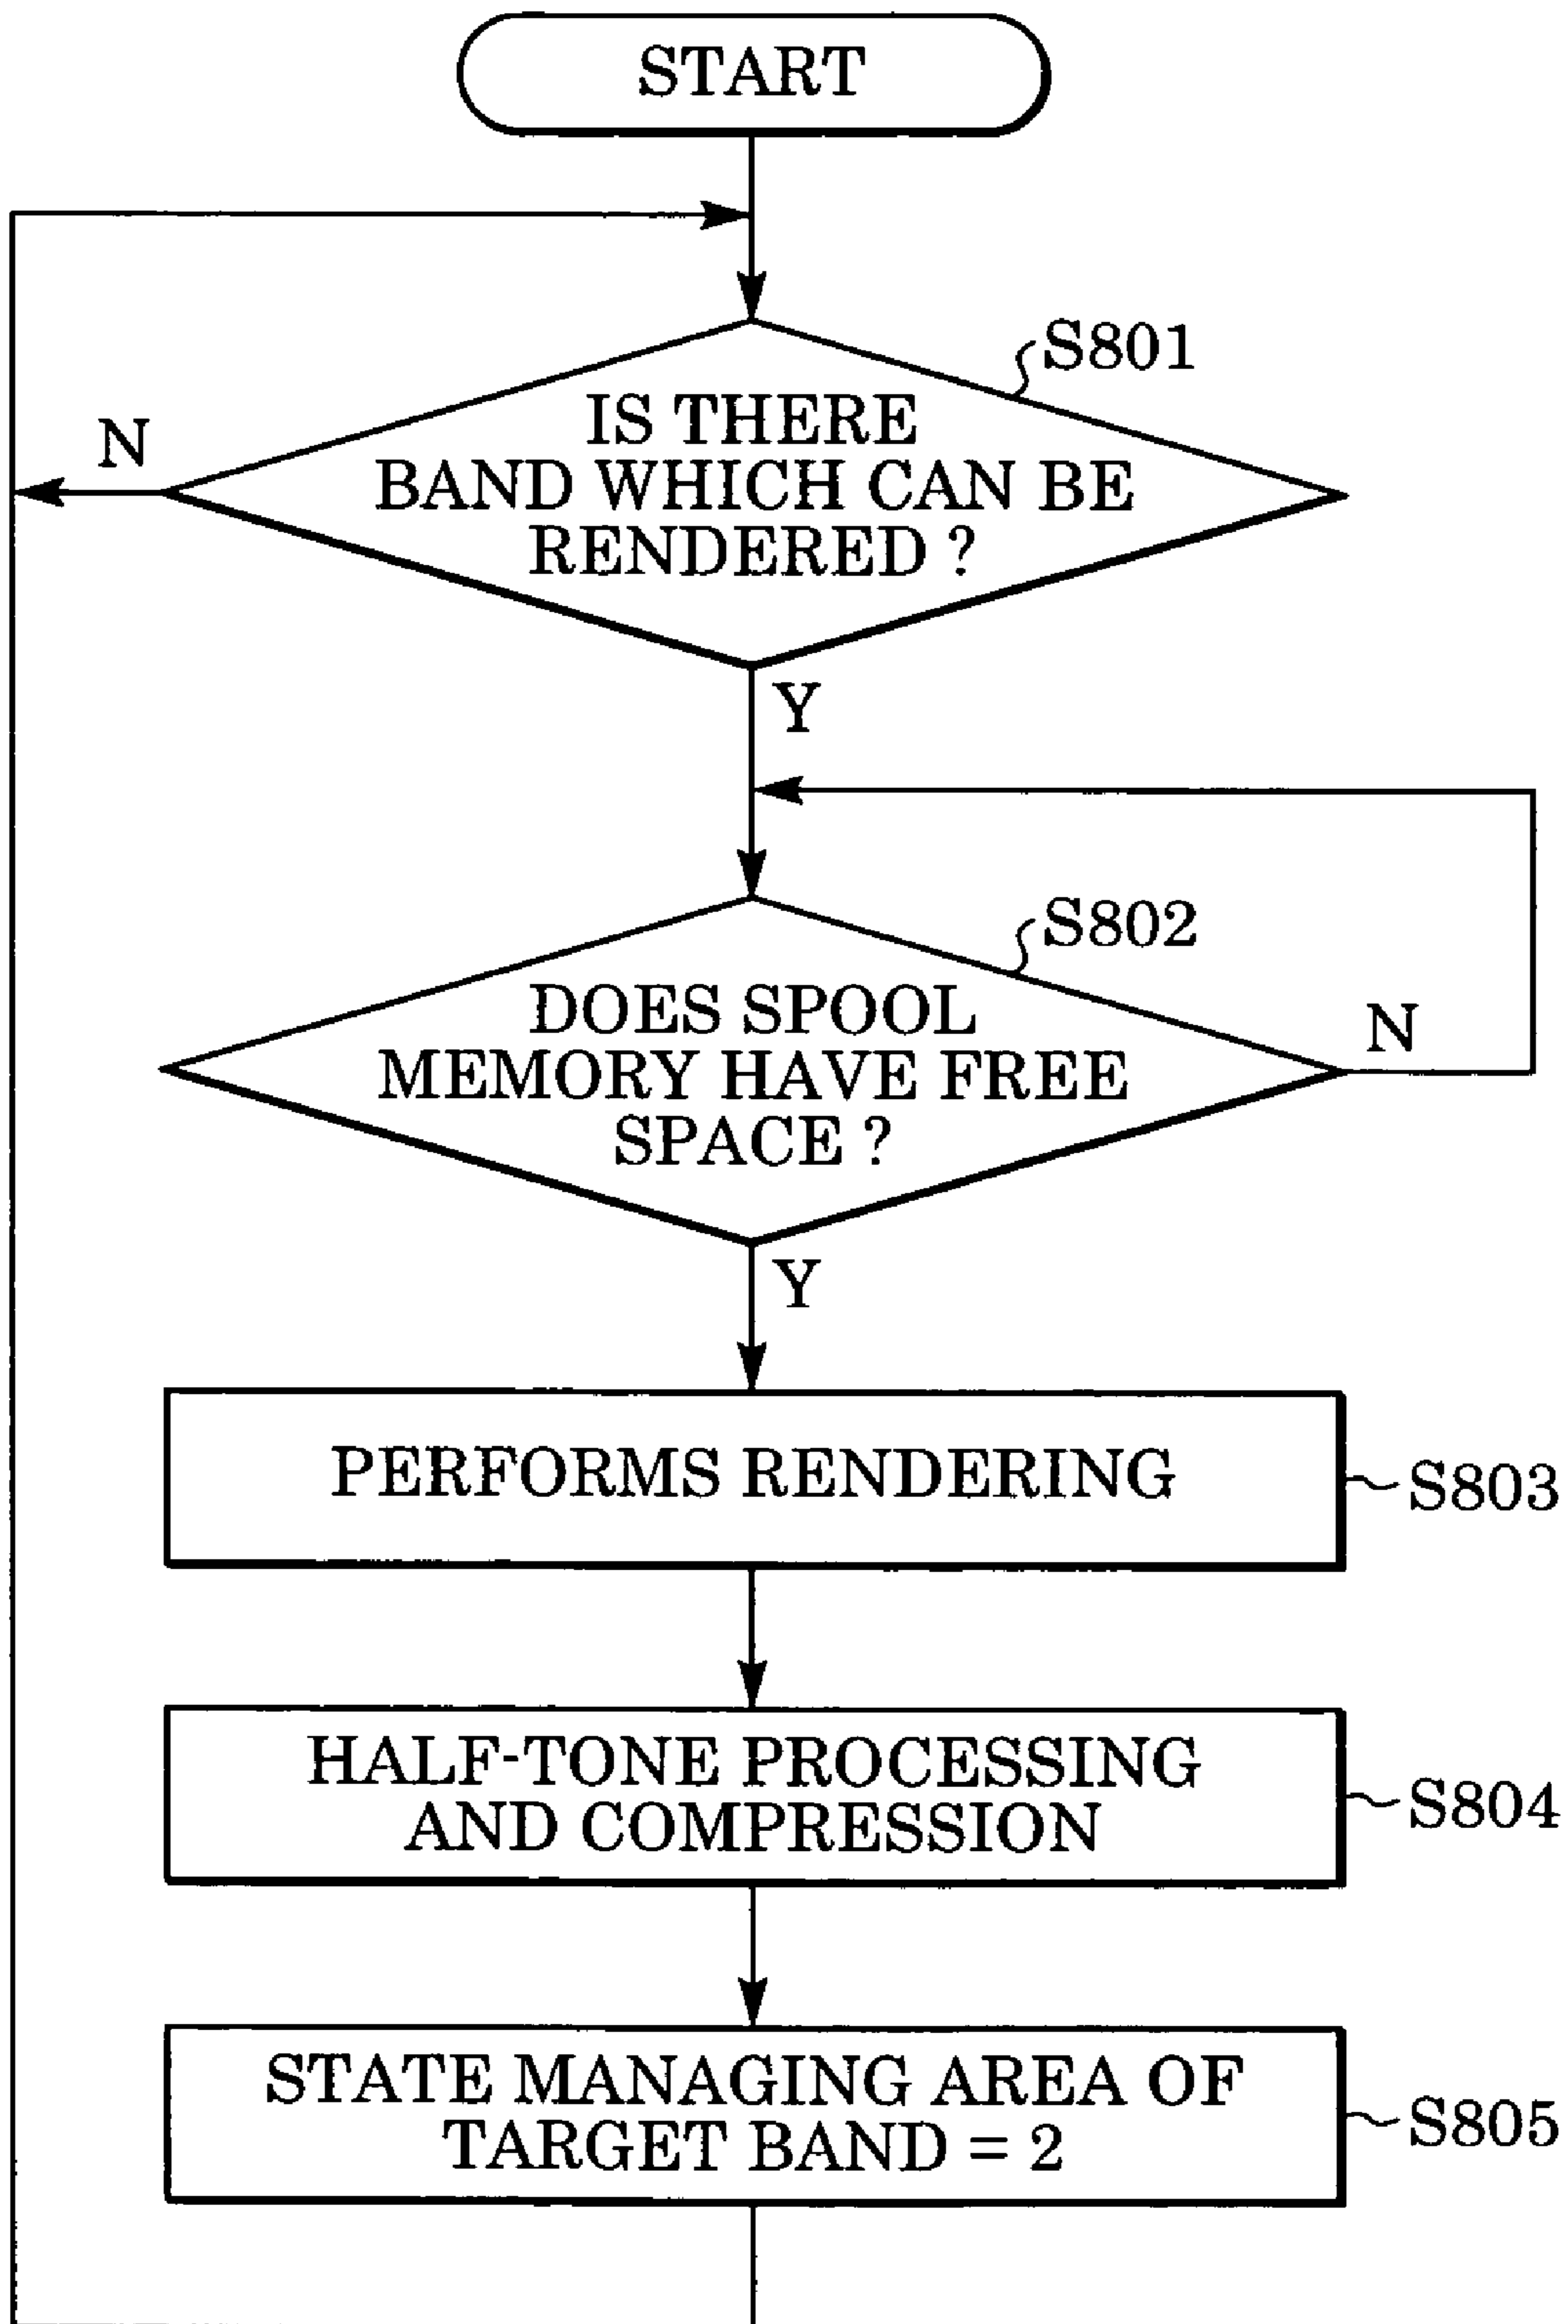 START
S801
IS THERE
BAND WHICH CAN BE
RENDERED ?
N
Y
S802
DOES SPOOL
MEMORY HAVE FREE
SPACE ?
N
Y
PERFORMS RENDERING
S803
HALF-TONE PROCESSING
AND COMPRESSION
S804
STATE MANAGING AREA OF
TARGET BAND = 2
S805